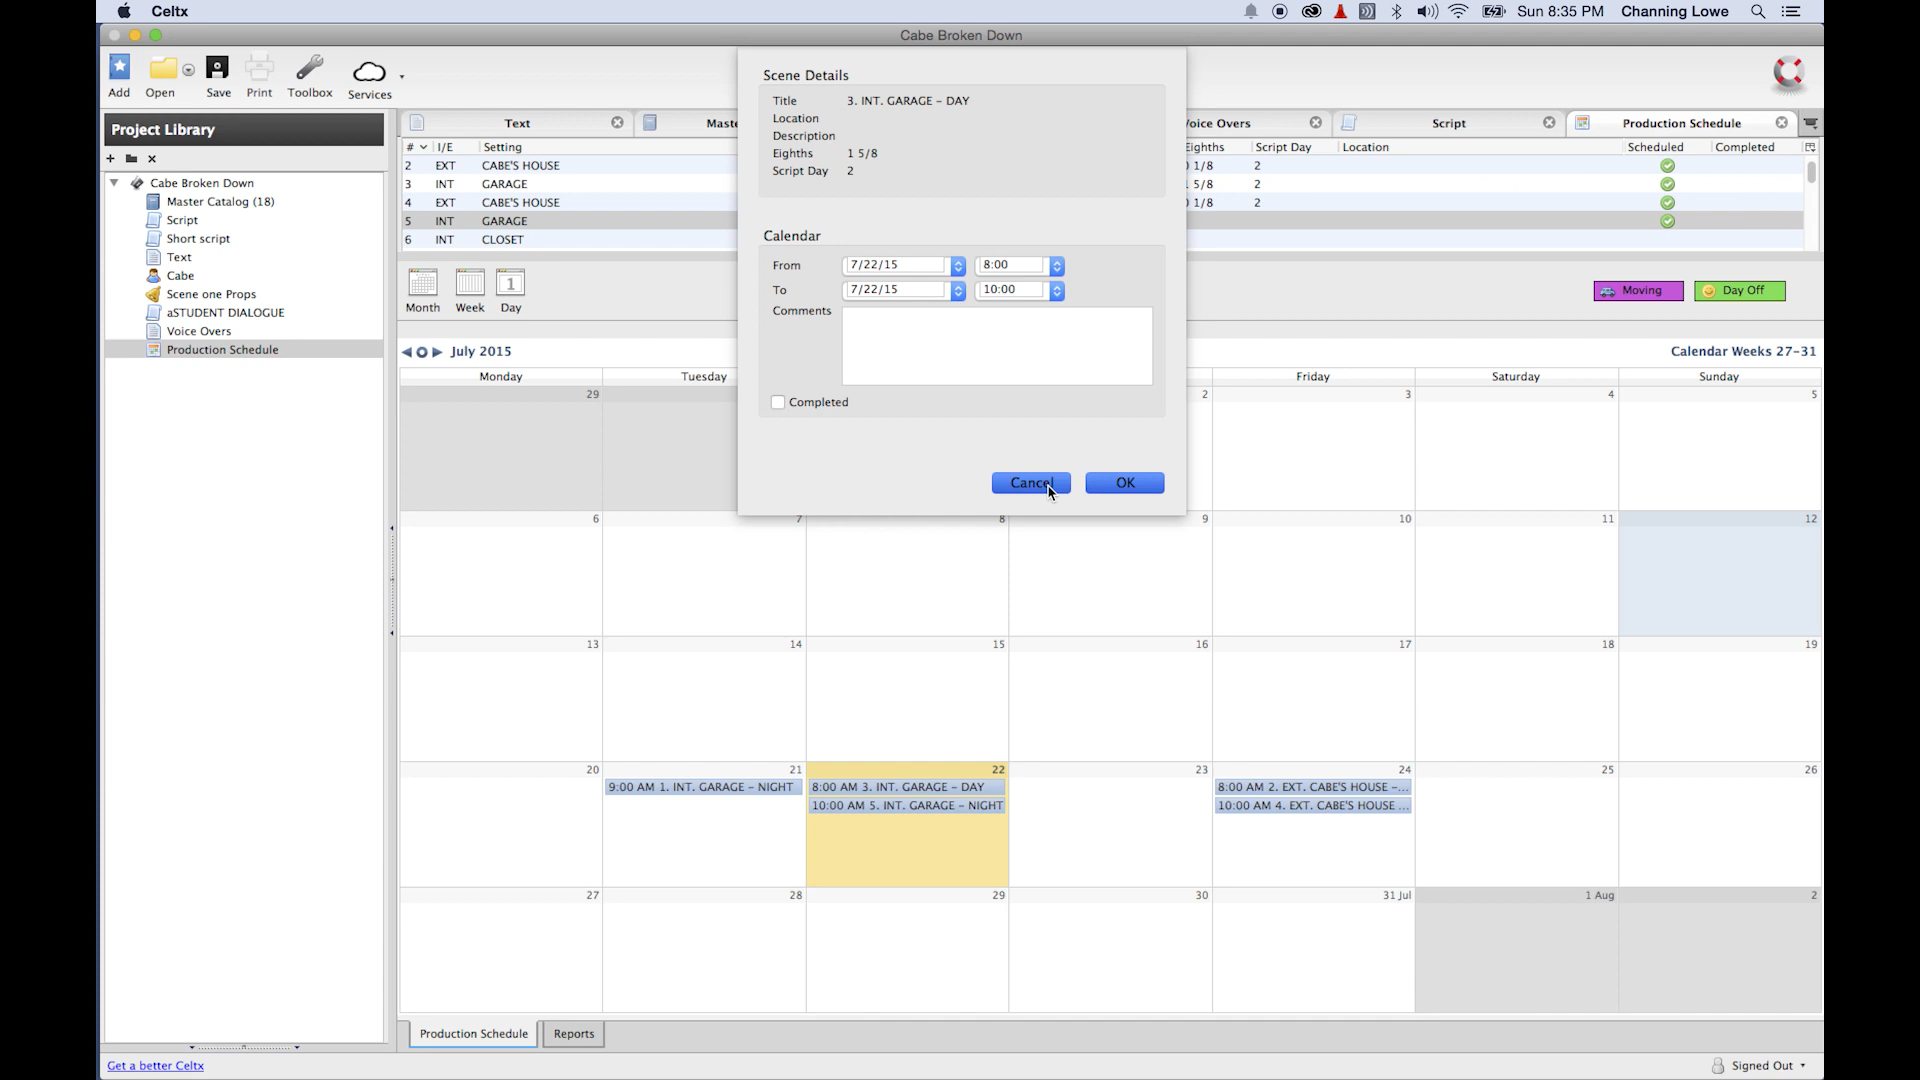 Celtx
Sun 8:35 PM Channing Lowe
Cabe Broken Down
Add Open Save Print Toolbox Services
Scene Details
Title 3. INT. GARAGE - DAY
Location
Description
Eighths 1 5/8
Script Day 2
Calendar
From 7/22/15 8:00
To 7/22/15 10:00
Comments
Completed
Cancel OK
Project Library
Cabe Broken Down
Master Catalog (18)
Script
Short script
Text
Cabe
Scene one Props
aSTUDENT DIALOGUE
Voice Overs
Production Schedule
Text Maste Voice Overs Script Production Schedule
# I/E Setting Eighths Script Day Location Scheduled Completed
2 EXT CABE'S HOUSE 1/8 2
3 INT GARAGE 5/8 2
4 EXT CABE'S HOUSE 1/8 2
5 INT GARAGE
6 INT CLOSET
1
Month Week Day
Moving Day Off
July 2015 Calendar Weeks 27-31
Monday Tuesday Friday Saturday Sunday
29 2 3 4 5
6 7 8 9 10 11 12
13 14 15 16 17 18 19
20 21 22 23 24 25 26
9:00 AM 1. INT. GARAGE - NIGHT 8:00 AM 3. INT. GARAGE - DAY 8:00 AM 2. EXT. CABE'S HOUSE -...
10:00 AM 5. INT. GARAGE - NIGHT 10:00 AM 4. EXT. CABE'S HOUSE ...
27 28 29 30 31 Jul 1 Aug 2
Production Schedule Reports
Get a better Celtx Signed Out